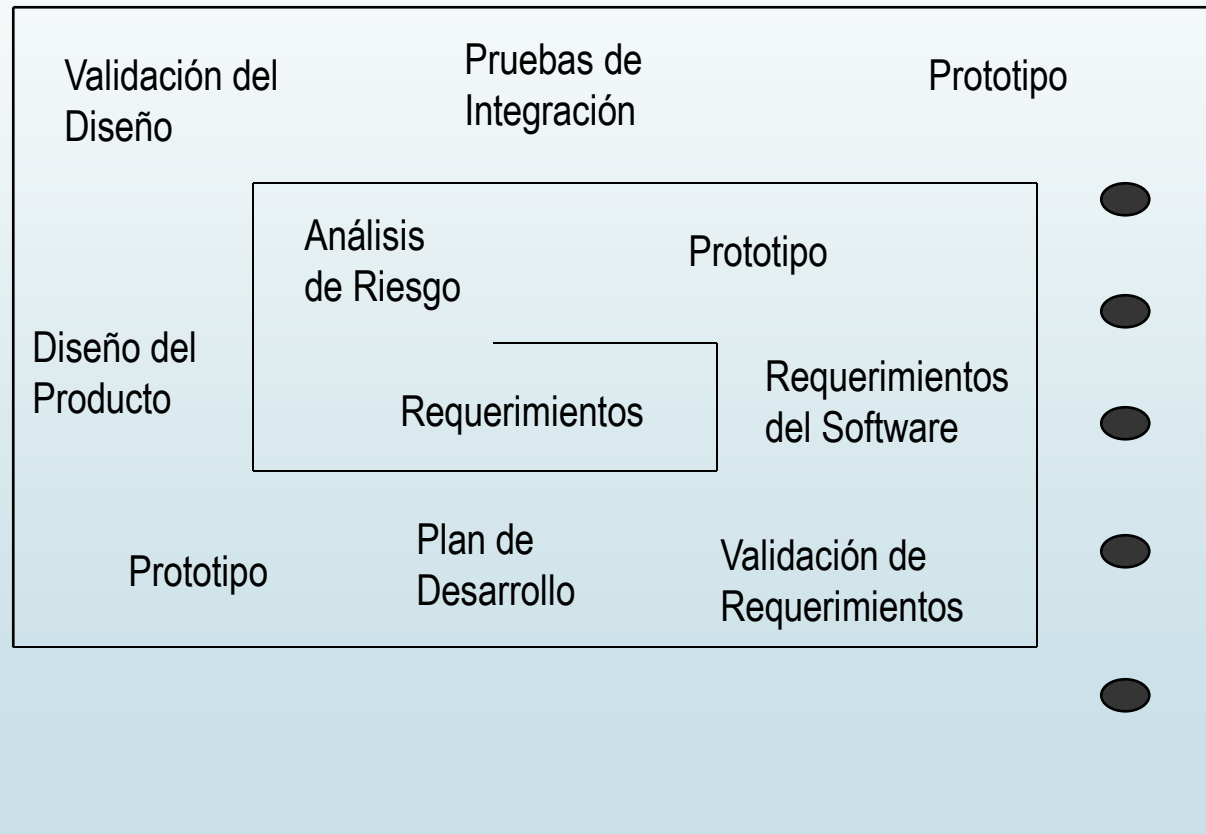 Validación del
Diseño
Pruebas de
Integración
Prototipo
Análisis
de Riesgo
Prototipo
Diseño del
Producto
Requerimientos
Requerimientos
del Software
Prototipo
Plan de
Desarrollo
Validación de
Requerimientos